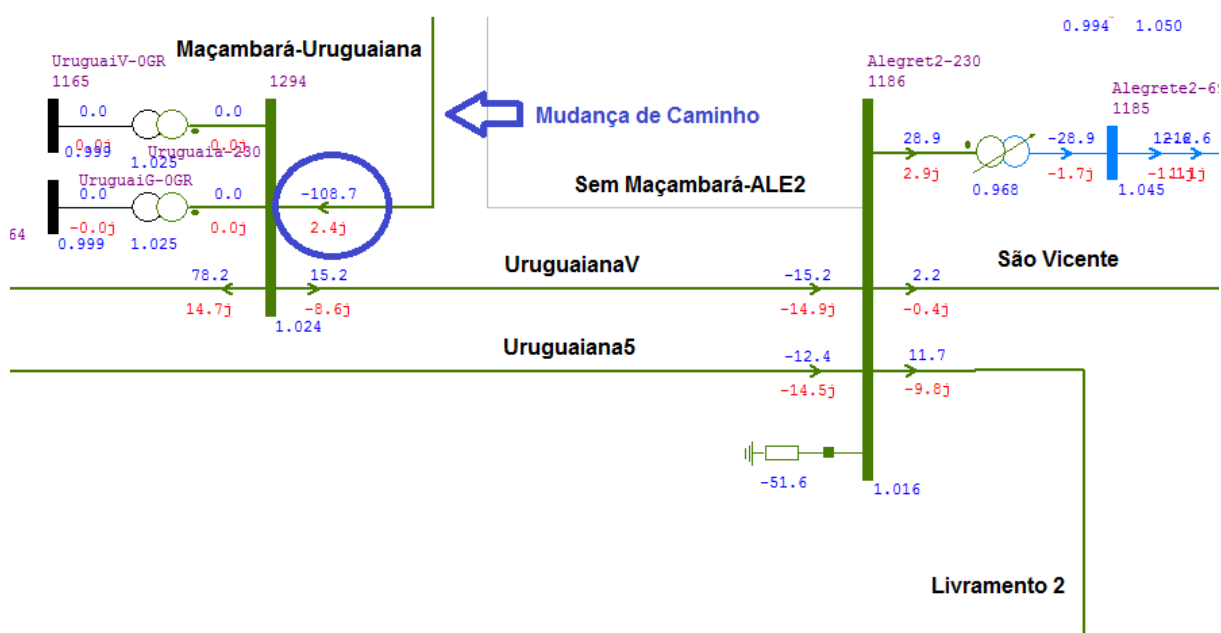 0.994 1.050
Maçambará-Uruguaiana
UruguaiV-0GR
1165
1294
Alegret2-230
1186
Alegrete2-69
1185
0.0 0.0
0.0j 0.0j
0.999 1.025
Uruguaia-230
Mudança de Caminho
28.9 -28.9
2.9j -1.7j
0.968
1.045
UruguaiG-0GR
0.0 0.0
-0.0j 0.0j
0.999 1.025
64
-108.7
2.4j
Sem Maçambará-ALE2
78.2 15.2
14.7j -8.6j
1.024
UruguaianaV
-15.2 2.2
-14.9j -0.4j
São Vicente
Uruguaiana5
-12.4 11.7
-14.5j -9.8j
-51.6
1.016
Livramento 2